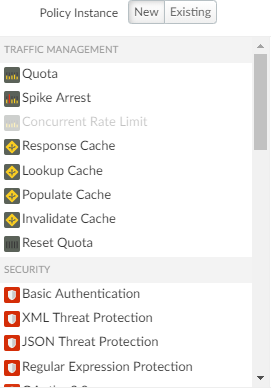 Policy Instance New Existing
TRAFFIC MANAGEMENT
Quota
Spike Arrest
Concurrent Rate Limit
Response Cache
Lookup Cache
Populate Cache
Invalidate Cache
Reset Quota
SECURITY
Basic Authentication
XML Threat Protection
JSON Threat Protection
Regular Expression Protection